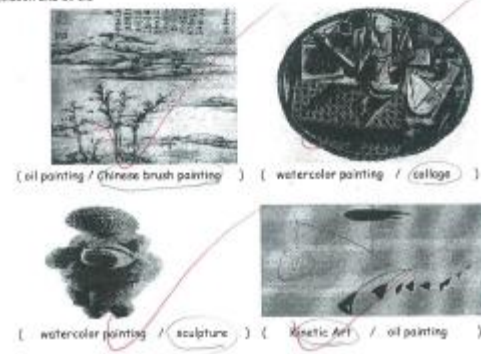 ( oil painting / Chinese brush painting ) ( watercolor painting / collage )
( watercolor painting / sculpture ) ( Kinetic Art / oil painting )